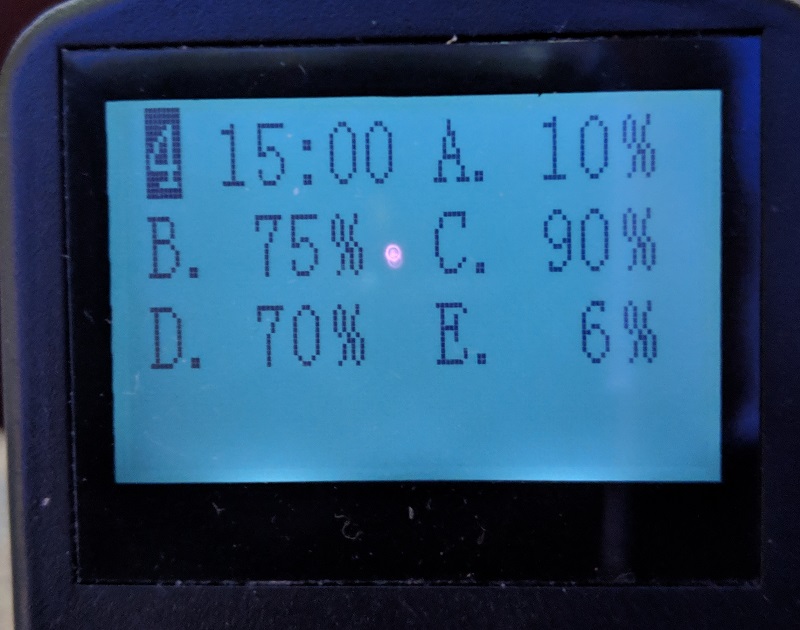 4 15:00 A. 10%
B. 75% C. 90%
D. 70% E. 6%